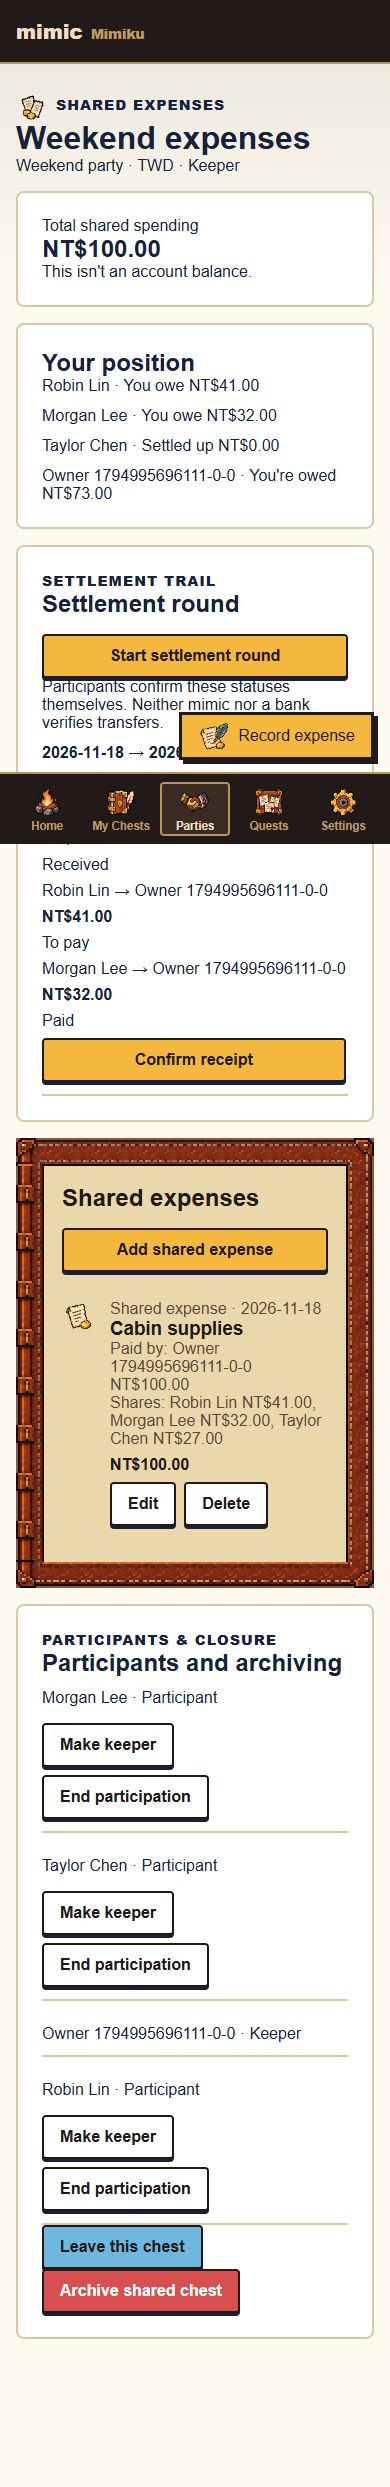 mimic Mimiku
SHARED EXPENSES
Weekend expenses
Weekend party · TWD · Keeper
Total shared spending
NT$100.00
This isn't an account balance.
Your position
Robin Lin · You owe NT$41.00
Morgan Lee · You owe NT$32.00
Taylor Chen · Settled up NT$0.00
Owner 1794995696111-0-0 · You're owed
NT$73.00
SETTLEMENT TRAIL
Settlement round
Start settlement round
Participants confirm these statuses
themselves. Neither mimic nor a bank
verifies transfers.
Record expense
2026-11-18 → 2026
Home
My Chests
Parties
Quests
Settings
Received
Robin Lin → Owner 1794995696111-0-0
NT$41.00
To pay
Morgan Lee → Owner 1794995696111-0-0
NT$32.00
Paid
Confirm receipt
Shared expenses
Add shared expense
Shared expense · 2026-11-18
Cabin supplies
Paid by: Owner
1794995696111-0-0
NT$100.00
Shares: Robin Lin NT$41.00,
Morgan Lee NT$32.00, Taylor
Chen NT$27.00
NT$100.00
Edit
Delete
PARTICIPANTS & CLOSURE
Participants and archiving
Morgan Lee · Participant
Make keeper
End participation
Taylor Chen · Participant
Make keeper
End participation
Owner 1794995696111-0-0 · Keeper
Robin Lin · Participant
Make keeper
End participation
Leave this chest
Archive shared chest